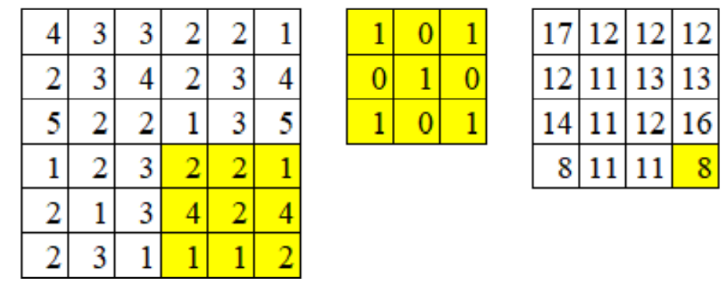 4 3 3 2 2 1 1 0 1 17 12 12 12
2 3 4 2 3 4 0 1 0 12 11 13 13
5 2 2 1 3 5 1 0 1 14 11 12 16
1 2 3 2 2 1 8 11 11 8
2 1 3 4 2 4
2 3 1 1 1 2